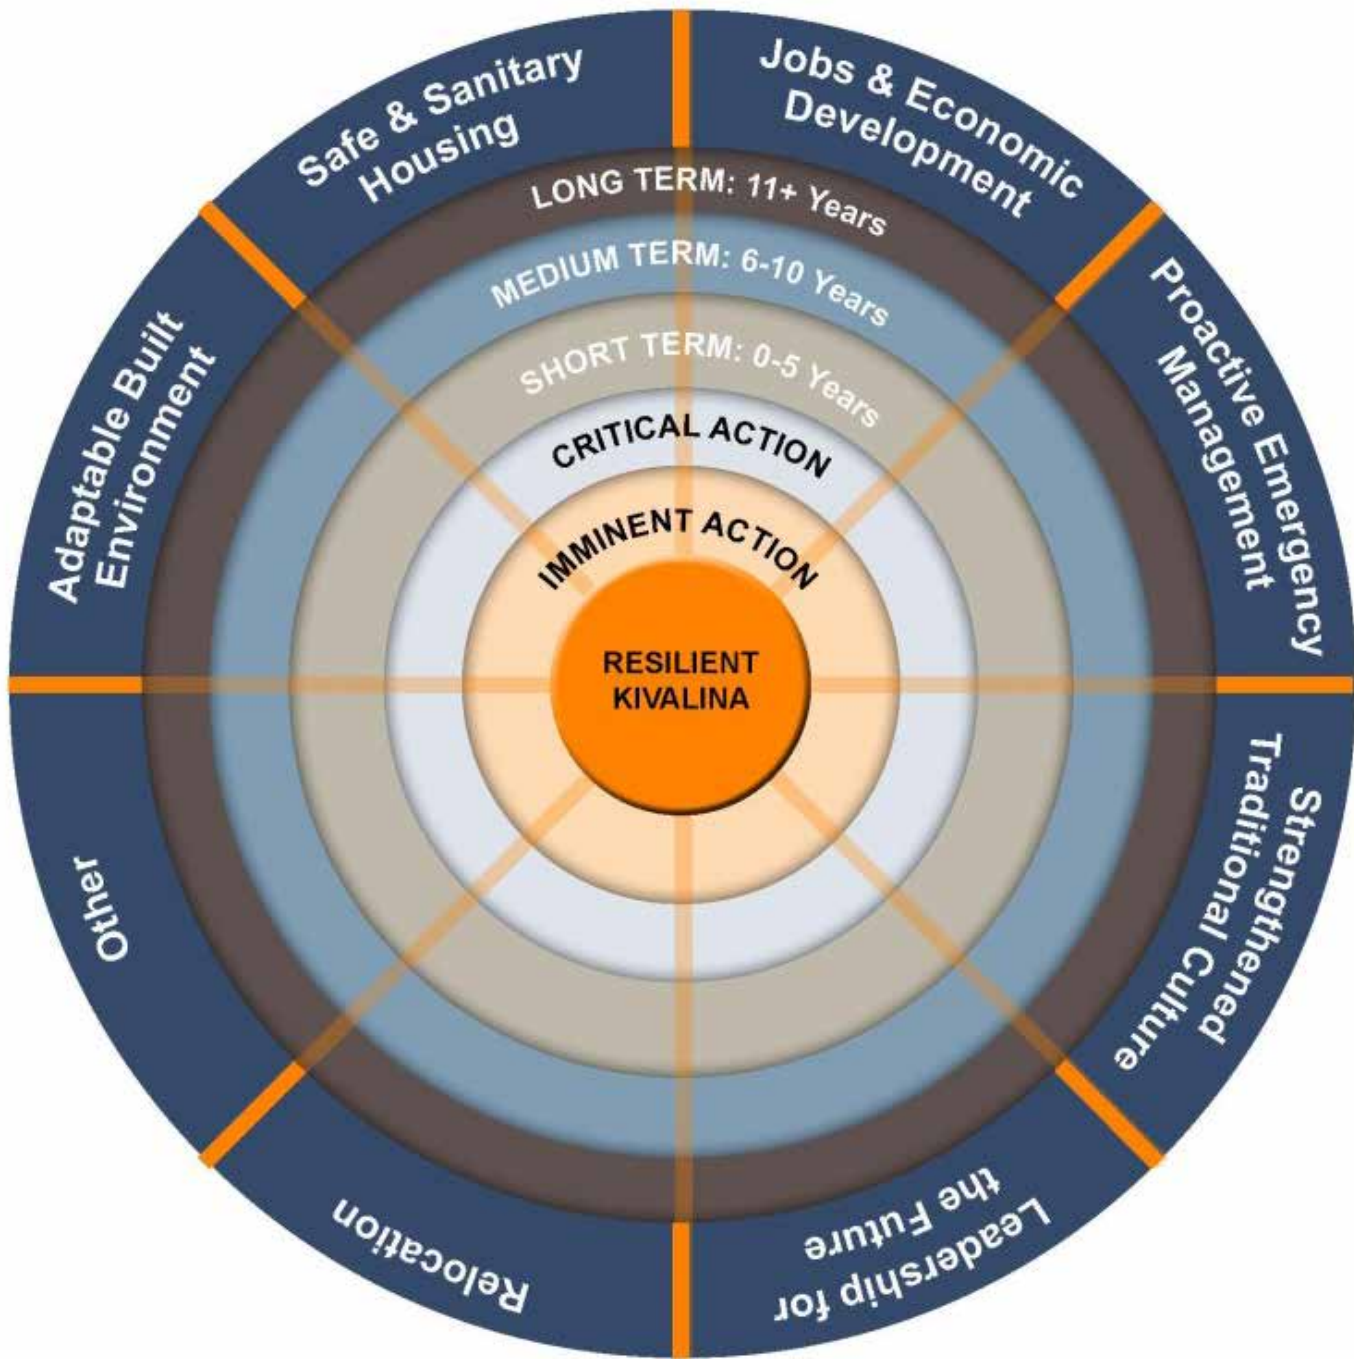 Safe & Sanitary
Housing
Jobs & Economic
Development
Proactive Emergency
Management
Strengthened
Traditional Culture
Leadership for
the Future
Relocation
Other
Adaptable Built
Environment
LONG TERM: 11+ Years
MEDIUM TERM: 6-10 Years
SHORT TERM: 0-5 Years
CRITICAL ACTION
IMMINENT ACTION
RESILIENT
KIVALINA